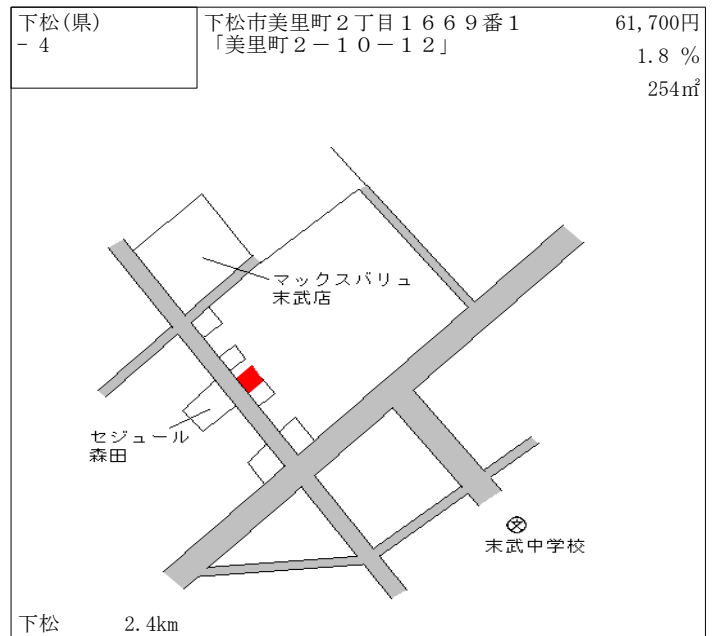 下松(県)
- 4
下松市美里町２丁目１６６９番１
「美里町２－１０－１２」
61,700円
1.8 %
254㎡
マックスバリュ
末武店
セジュール
森田
末武中学校
下松 2.4km